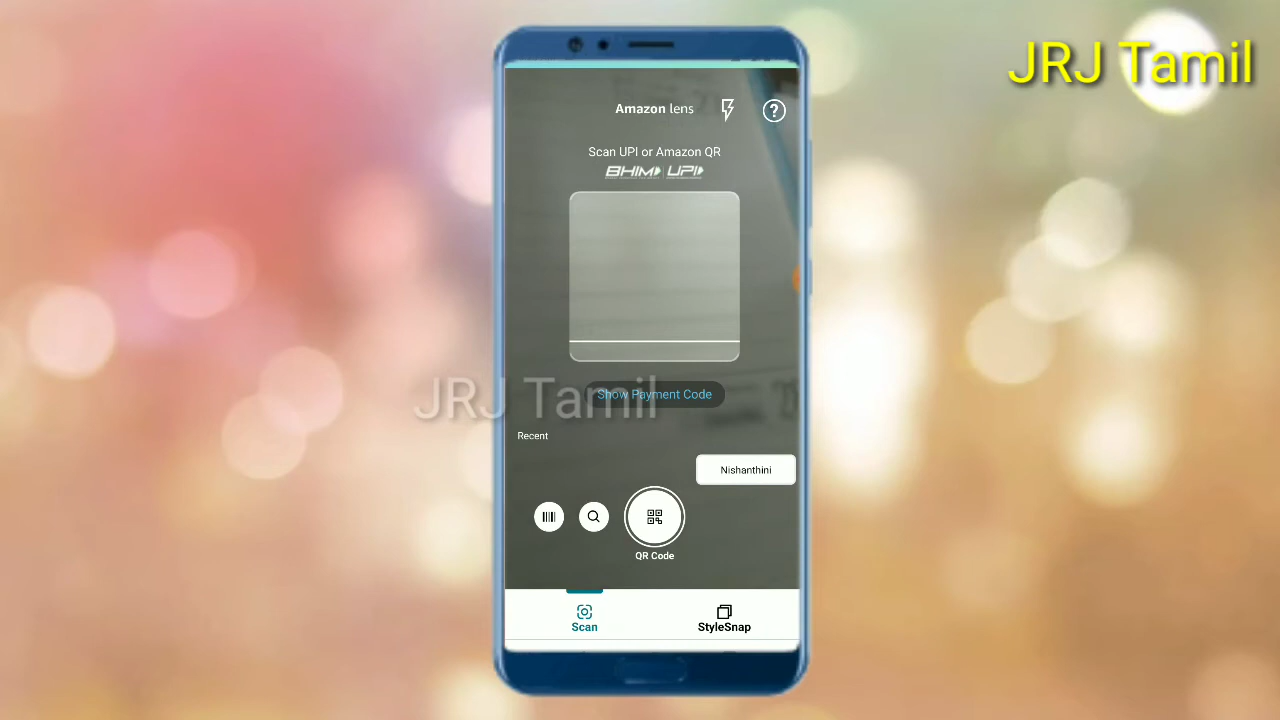 JRJ Tamil
Amazon lens
Scan UPI or Amazon QR
BHIM UPI
Show Payment Code
JRJ Tamil
Recent
Nishanthini
QR Code
Scan
StyleSnap